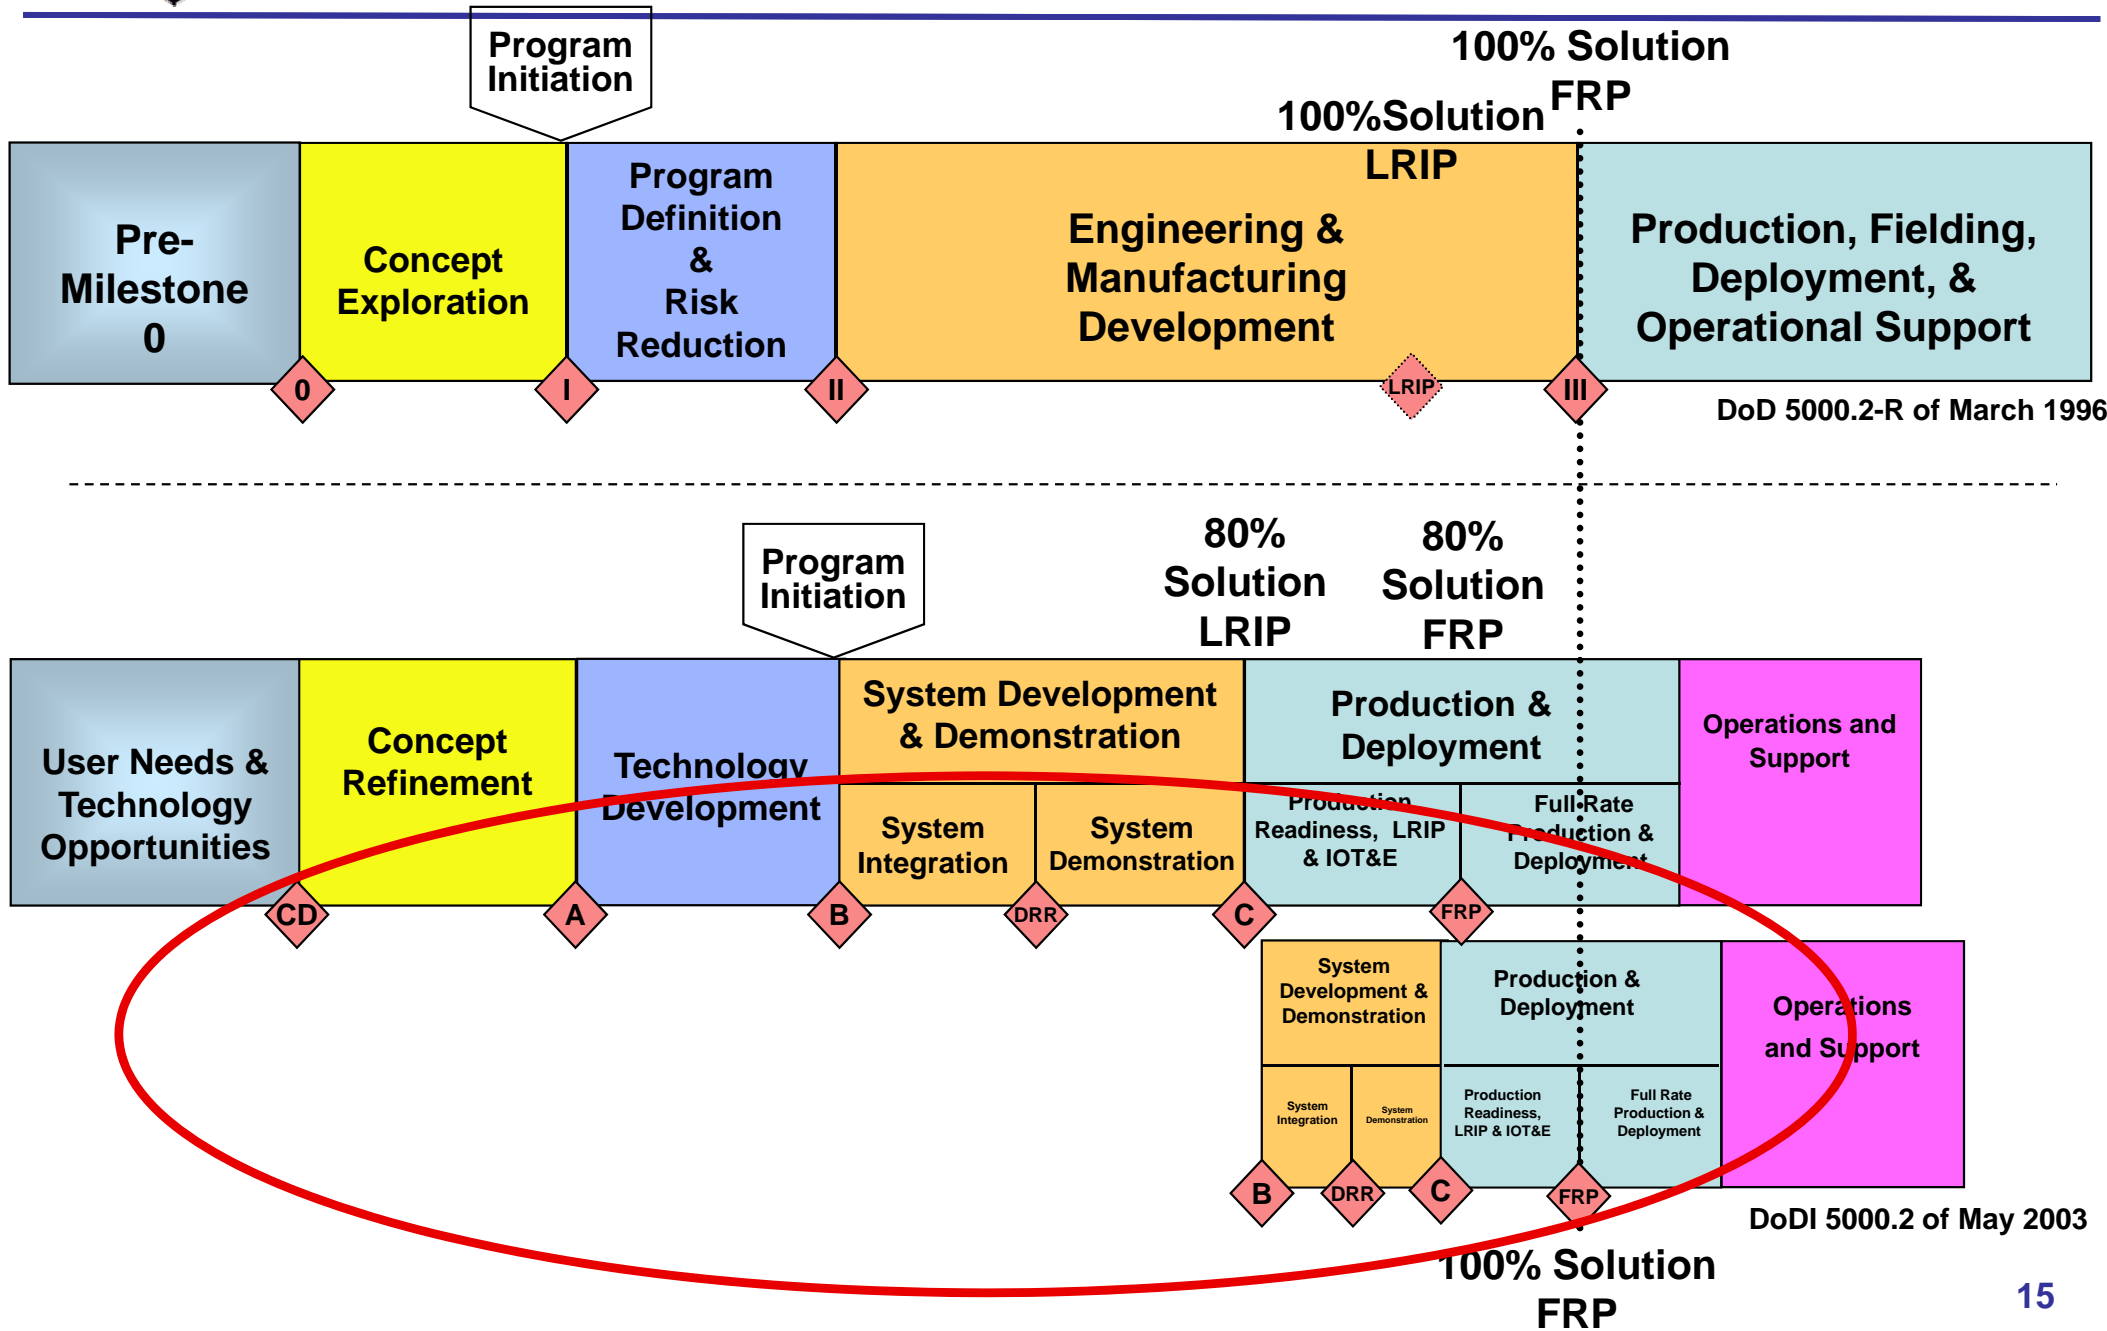 Program
Initiation
100% Solution
FRP
100%Solution
LRIP
Pre-
Milestone
0
Concept
Exploration
Program
Definition
&
Risk
Reduction
Engineering &
Manufacturing
Development
Production, Fielding,
Deployment, &
Operational Support
0
I
II
LRIP
III
DoD 5000.2-R of March 1996
Program
Initiation
80%
Solution
LRIP
80%
Solution
FRP
User Needs &
Technology
Opportunities
Concept
Refinement
Technology
Development
System Development
& Demonstration
System
Integration
System
Demonstration
Production &
Deployment
Production
Readiness, LRIP
& IOT&E
Full Rate
Production &
Deployment
Operations and
Support
CD
A
B
DRR
C
FRP
System
Development &
Demonstration
System
Integration
System
Demonstration
Production &
Deployment
Production
Readiness,
LRIP & IOT&E
Full Rate
Production &
Deployment
Operations
and Support
B
DRR
C
FRP
DoDI 5000.2 of May 2003
100% Solution
FRP
15